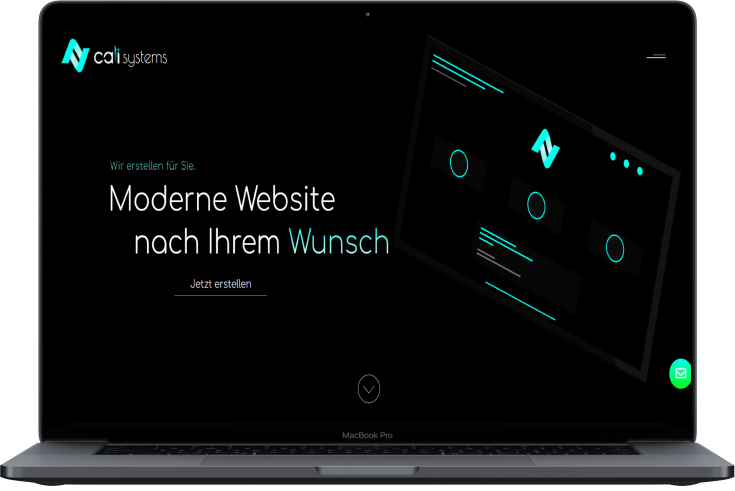 cali systems
Wir erstellen für Sie.
Moderne Website
nach Ihrem Wunsch
Jetzt erstellen
MacBook Pro